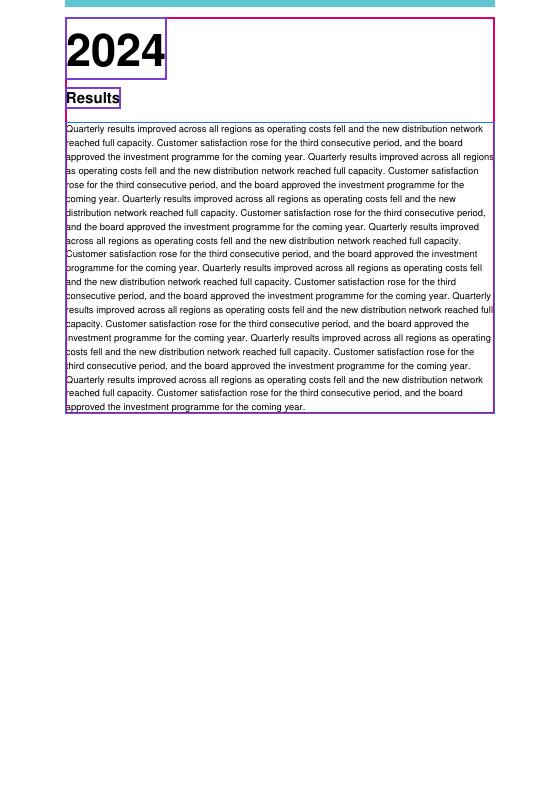 2024
Results
Quarterly results improved across all regions as operating costs fell and the new distribution network
reached full capacity. Customer satisfaction rose for the third consecutive period, and the board
approved the investment programme for the coming year. Quarterly results improved across all regions
as operating costs fell and the new distribution network reached full capacity. Customer satisfaction
rose for the third consecutive period, and the board approved the investment programme for the
coming year. Quarterly results improved across all regions as operating costs fell and the new
distribution network reached full capacity. Customer satisfaction rose for the third consecutive period,
and the board approved the investment programme for the coming year. Quarterly results improved
across all regions as operating costs fell and the new distribution network reached full capacity.
Customer satisfaction rose for the third consecutive period, and the board approved the investment
programme for the coming year. Quarterly results improved across all regions as operating costs fell
and the new distribution network reached full capacity. Customer satisfaction rose for the third
consecutive period, and the board approved the investment programme for the coming year. Quarterly
results improved across all regions as operating costs fell and the new distribution network reached full
capacity. Customer satisfaction rose for the third consecutive period, and the board approved the
investment programme for the coming year. Quarterly results improved across all regions as operating
costs fell and the new distribution network reached full capacity. Customer satisfaction rose for the
third consecutive period, and the board approved the investment programme for the coming year.
Quarterly results improved across all regions as operating costs fell and the new distribution network
reached full capacity. Customer satisfaction rose for the third consecutive period, and the board
approved the investment programme for the coming year.